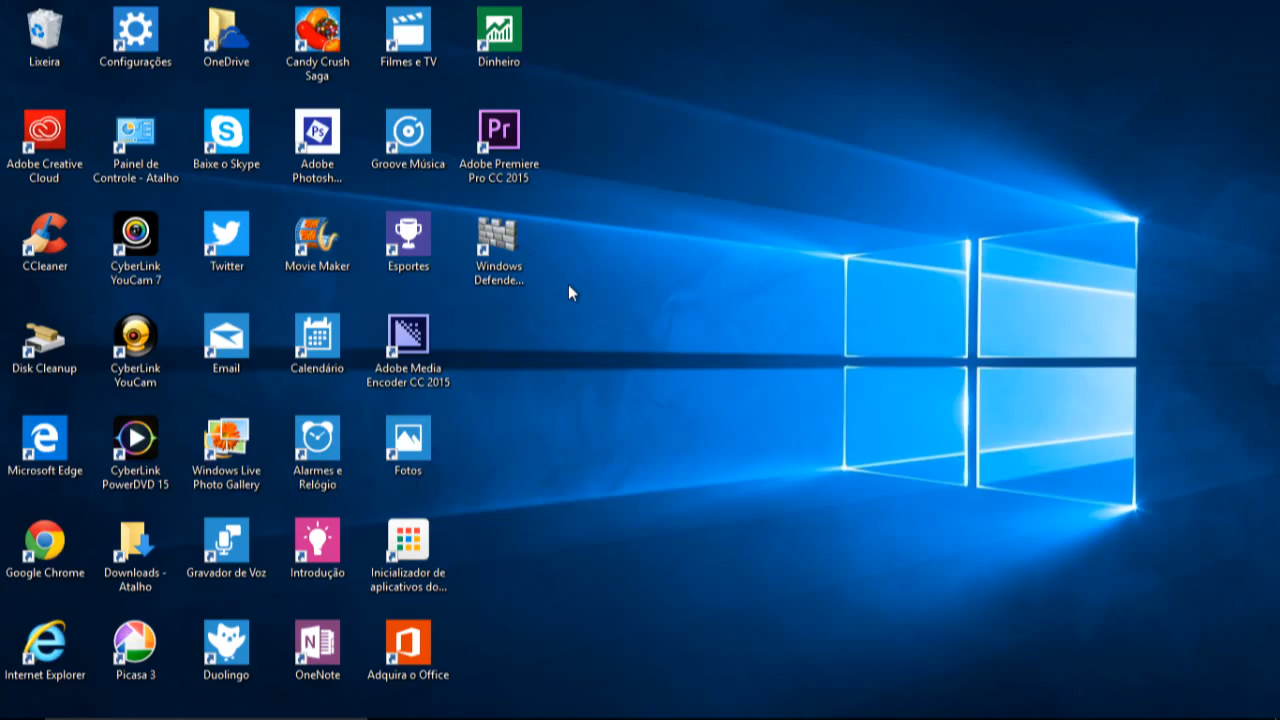 Lixeira
Configurações
OneDrive
Candy Crush
Saga
Filmes e TV
Dinheiro
Adobe Creative
Cloud
Painel de
Controle - Atalho
Baixe o Skype
Ps
Adobe
Photosh...
Groove Música
Pr
Adobe Premiere
Pro CC 2015
CCleaner
CyberLink
YouCam 7
Twitter
Movie Maker
Esportes
Windows
Defende...
Disk Cleanup
CyberLink
YouCam
Email
Calendário
Adobe Media
Encoder CC 2015
Microsoft Edge
CyberLink
PowerDVD 15
Windows Live
Photo Gallery
Alarmes e
Relógio
Fotos
Google Chrome
Downloads -
Atalho
Gravador de Voz
Introdução
Inicializador de
aplicativos do...
Internet Explorer
Picasa 3
Duolingo
OneNote
Adquira o Office